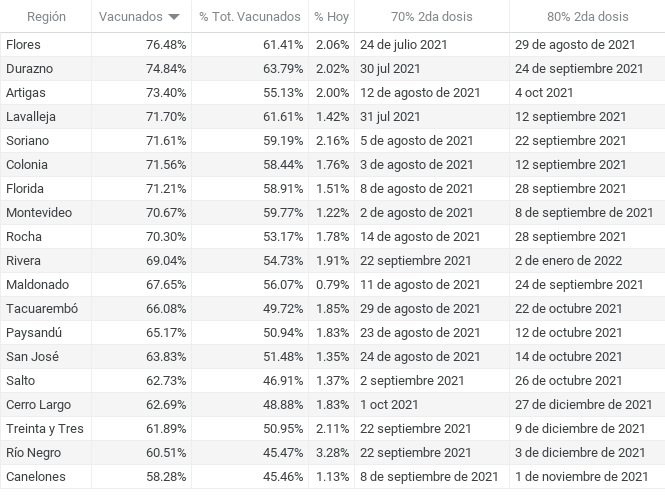 Región Vacunados % Tot. Vacunados % Hoy 70% 2da dosis 80% 2da dosis
Flores 76.48% 61.41% 2.06% 24 de julio 2021 29 de agosto de 2021
Durazno 74.84% 63.79% 2.02% 30 jul 2021 24 de septiembre 2021
Artigas 73.40% 55.13% 2.00% 12 de agosto de 2021 4 oct 2021
Lavalleja 71.70% 61.61% 1.42% 31 jul 2021 12 septiembre 2021
Soriano 71.61% 59.19% 2.16% 5 de agosto de 2021 22 septiembre 2021
Colonia 71.56% 58.44% 1.76% 3 de agosto de 2021 12 septiembre 2021
Florida 71.21% 58.91% 1.51% 8 de agosto de 2021 28 septiembre 2021
Montevideo 70.67% 59.77% 1.22% 2 de agosto de 2021 8 de septiembre de 2021
Rocha 70.30% 53.17% 1.78% 14 de agosto de 2021 28 septiembre 2021
Rivera 69.04% 54.73% 1.91% 22 septiembre 2021 2 de enero de 2022
Maldonado 67.65% 56.07% 0.79% 11 de agosto de 2021 24 de septiembre 2021
Tacuarembó 66.08% 49.72% 1.85% 29 de agosto de 2021 22 de octubre 2021
Paysandú 65.17% 50.94% 1.83% 23 de agosto de 2021 12 de octubre 2021
San José 63.83% 51.48% 1.35% 24 de agosto de 2021 14 de octubre 2021
Salto 62.73% 46.91% 1.37% 2 septiembre 2021 26 de octubre 2021
Cerro Largo 62.69% 48.88% 1.83% 1 oct 2021 27 de diciembre de 2021
Treinta y Tres 61.89% 50.95% 2.11% 22 septiembre 2021 9 de diciembre de 2021
Río Negro 60.51% 45.47% 3.28% 22 septiembre 2021 3 de diciembre de 2021
Canelones 58.28% 45.46% 1.13% 8 de septiembre de 2021 1 de noviembre de 2021